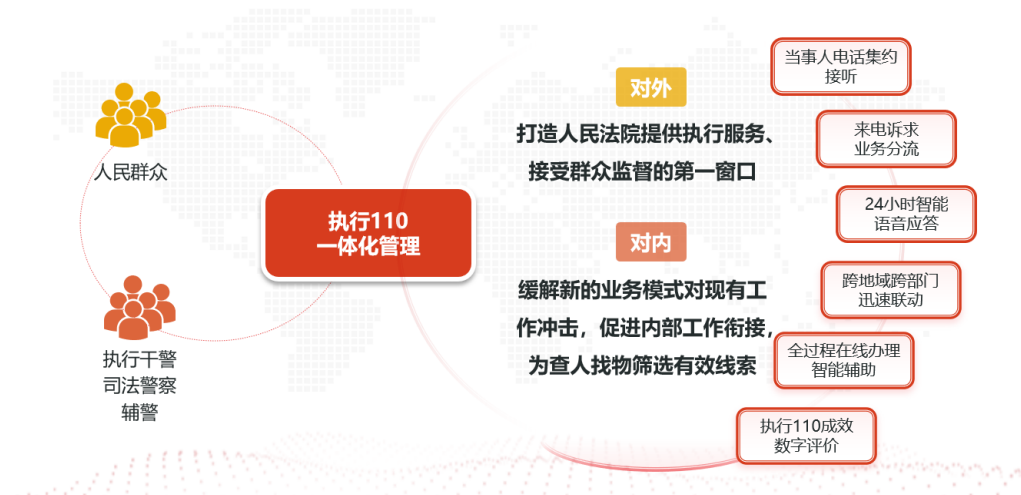 人民群众
执行干警
司法警察
辅警
执行110
一体化管理
对外
打造人民法院提供执行服务、
接受群众监督的第一窗口
对内
缓解新的业务模式对现有工
作冲击，促进内部工作衔接，
为查人找物筛选有效线索
当事人电话集约
接听
来电诉求
业务分流
24小时智能
语音应答
跨地域跨部门
迅速联动
全过程在线办理
智能辅助
执行110成效
数字评价